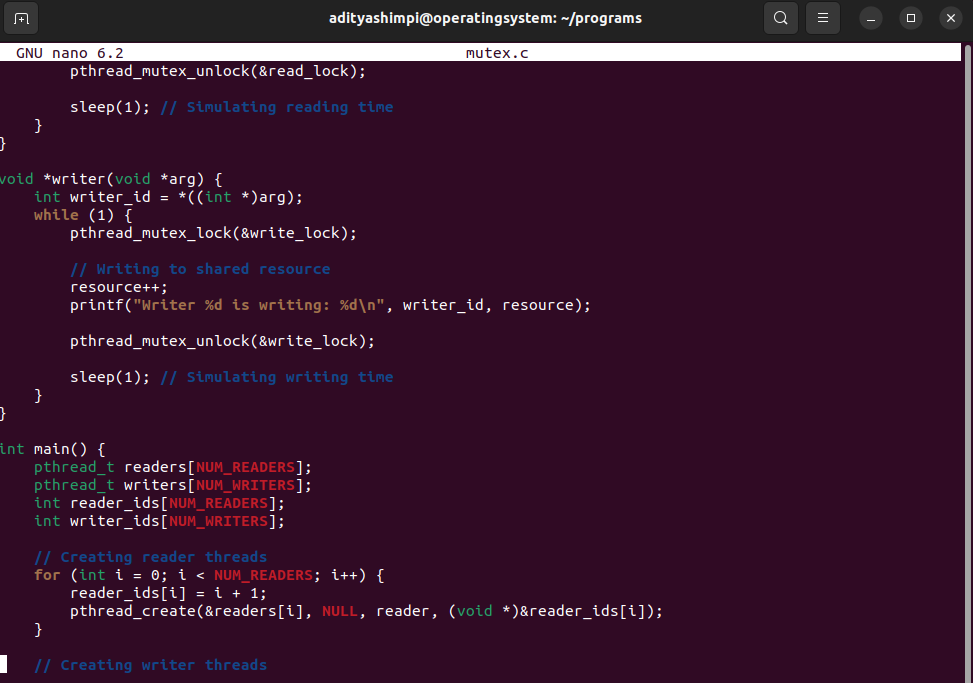 adityashimpi@operatingsystem: ~/programs
GNU nano 6.2 mutex.c
        pthread_mutex_unlock(&read_lock);

        sleep(1); // Simulating reading time
    }
}

void *writer(void *arg) {
    int writer_id = *((int *)arg);
    while (1) {
        pthread_mutex_lock(&write_lock);

        // Writing to shared resource
        resource++;
        printf("Writer %d is writing: %d\n", writer_id, resource);

        pthread_mutex_unlock(&write_lock);

        sleep(1); // Simulating writing time
    }
}

int main() {
    pthread_t readers[NUM_READERS];
    pthread_t writers[NUM_WRITERS];
    int reader_ids[NUM_READERS];
    int writer_ids[NUM_WRITERS];

    // Creating reader threads
    for (int i = 0; i < NUM_READERS; i++) {
        reader_ids[i] = i + 1;
        pthread_create(&readers[i], NULL, reader, (void *)&reader_ids[i]);
    }

    // Creating writer threads